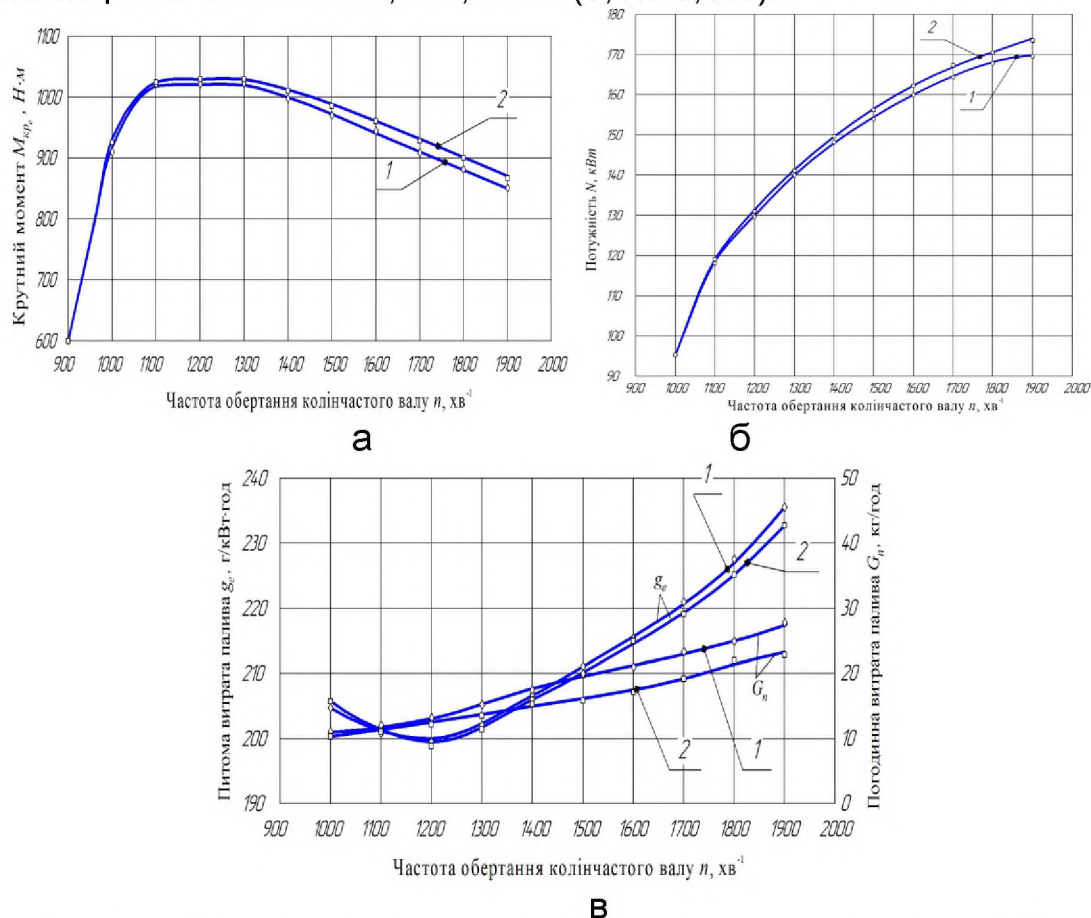 Крутний момент Mкр, Н·м
1100
1000
900
800
700
600
2
1
900 1000 1100 1200 1300 1400 1500 1600 1700 1800 1900 2000
Частота обертання колінчастого валу n, хв⁻¹
а
Потужність N, кВт
180
170
160
150
140
130
120
110
100
90
2
1
900 1000 1100 1200 1300 1400 1500 1600 1700 1800 1900 2000
Частота обертання колінчастого валу n, хв⁻¹
б
Питома витрата палива gе, г/кВт·год
240
230
220
210
200
190
1
2
gе
Gп
2
1
50
40
30
20
10
0
Погодинна витрата палива Gп, кг/год
900 1000 1100 1200 1300 1400 1500 1600 1700 1800 1900 2000
Частота обертання колінчастого валу n, хв⁻¹
в